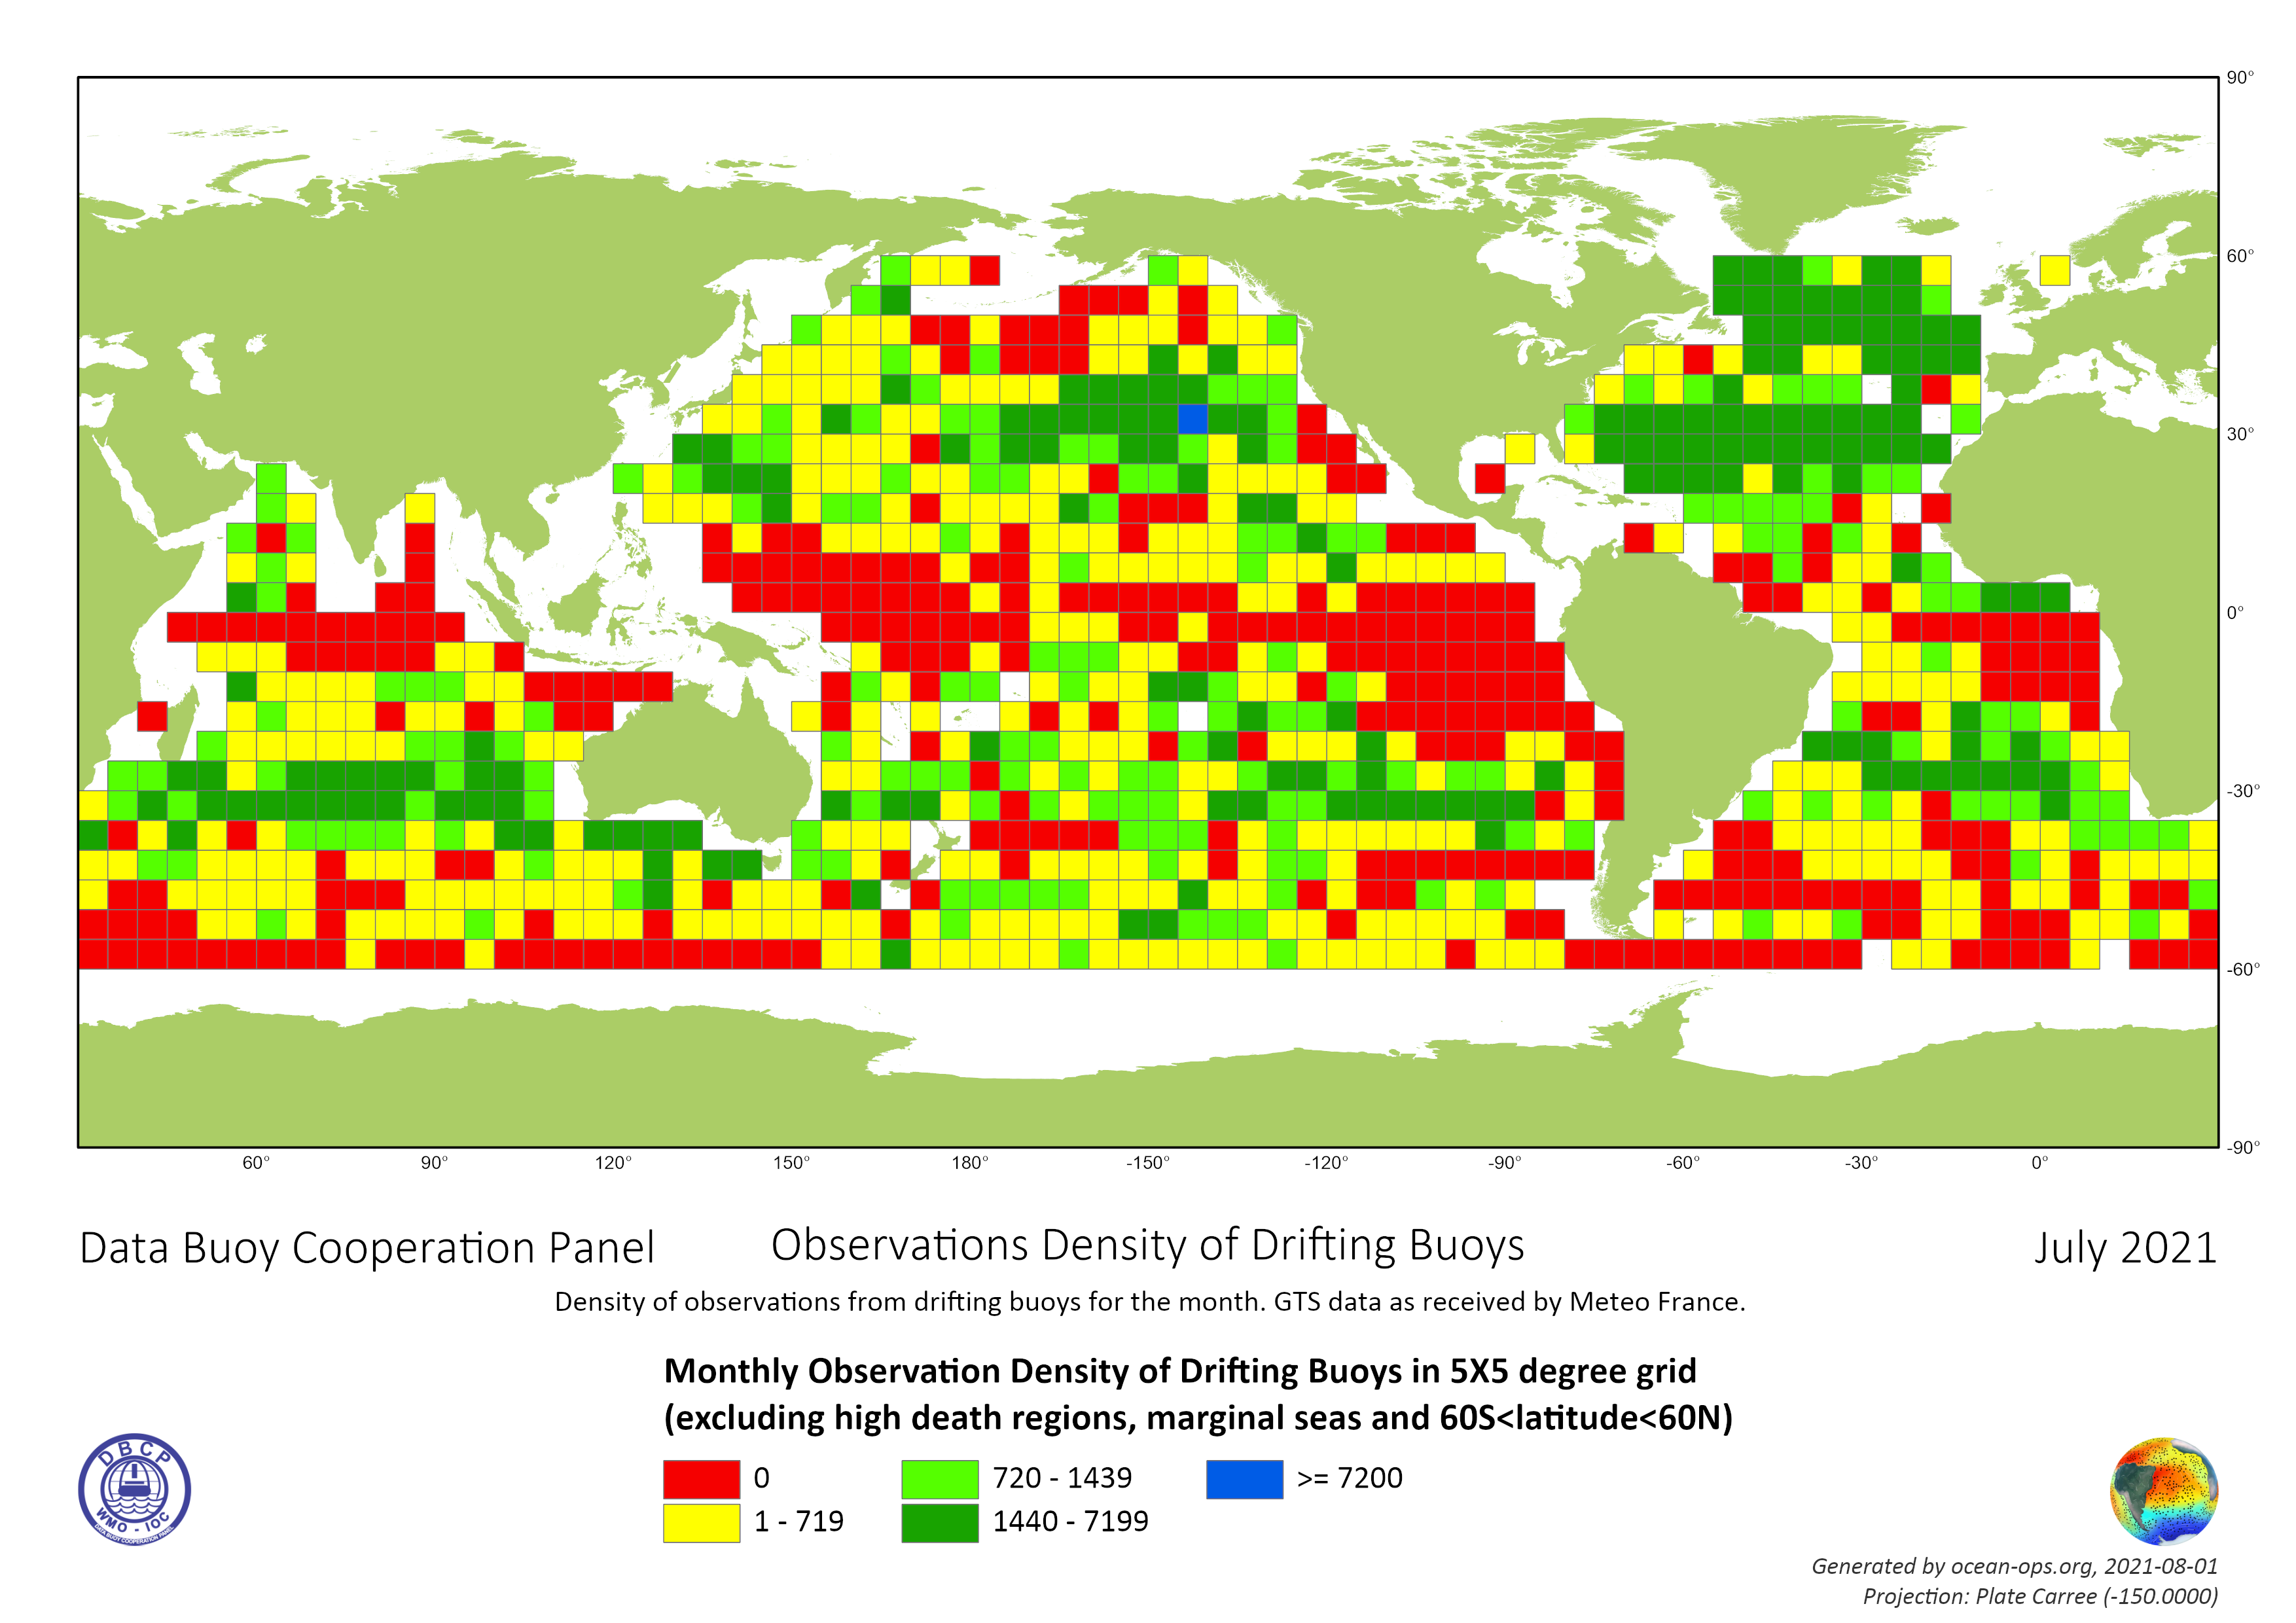 90°
60°
30°
0°
-30°
-60°
-90°
60° 90° 120° 150° 180° -150° -120° -90° -60° -30° 0°
Data Buoy Cooperation Panel Observations Density of Drifting Buoys July 2021
Density of observations from drifting buoys for the month. GTS data as received by Meteo France.
Monthly Observation Density of Drifting Buoys in 5X5 degree grid
(excluding high death regions, marginal seas and 60S<latitude<60N)
0 720 - 1439 >= 7200
1 - 719 1440 - 7199
DBCP
WMO - IOC
DATA BUOY COOPERATION PANEL
Generated by ocean-ops.org, 2021-08-01
Projection: Plate Carree (-150.0000)